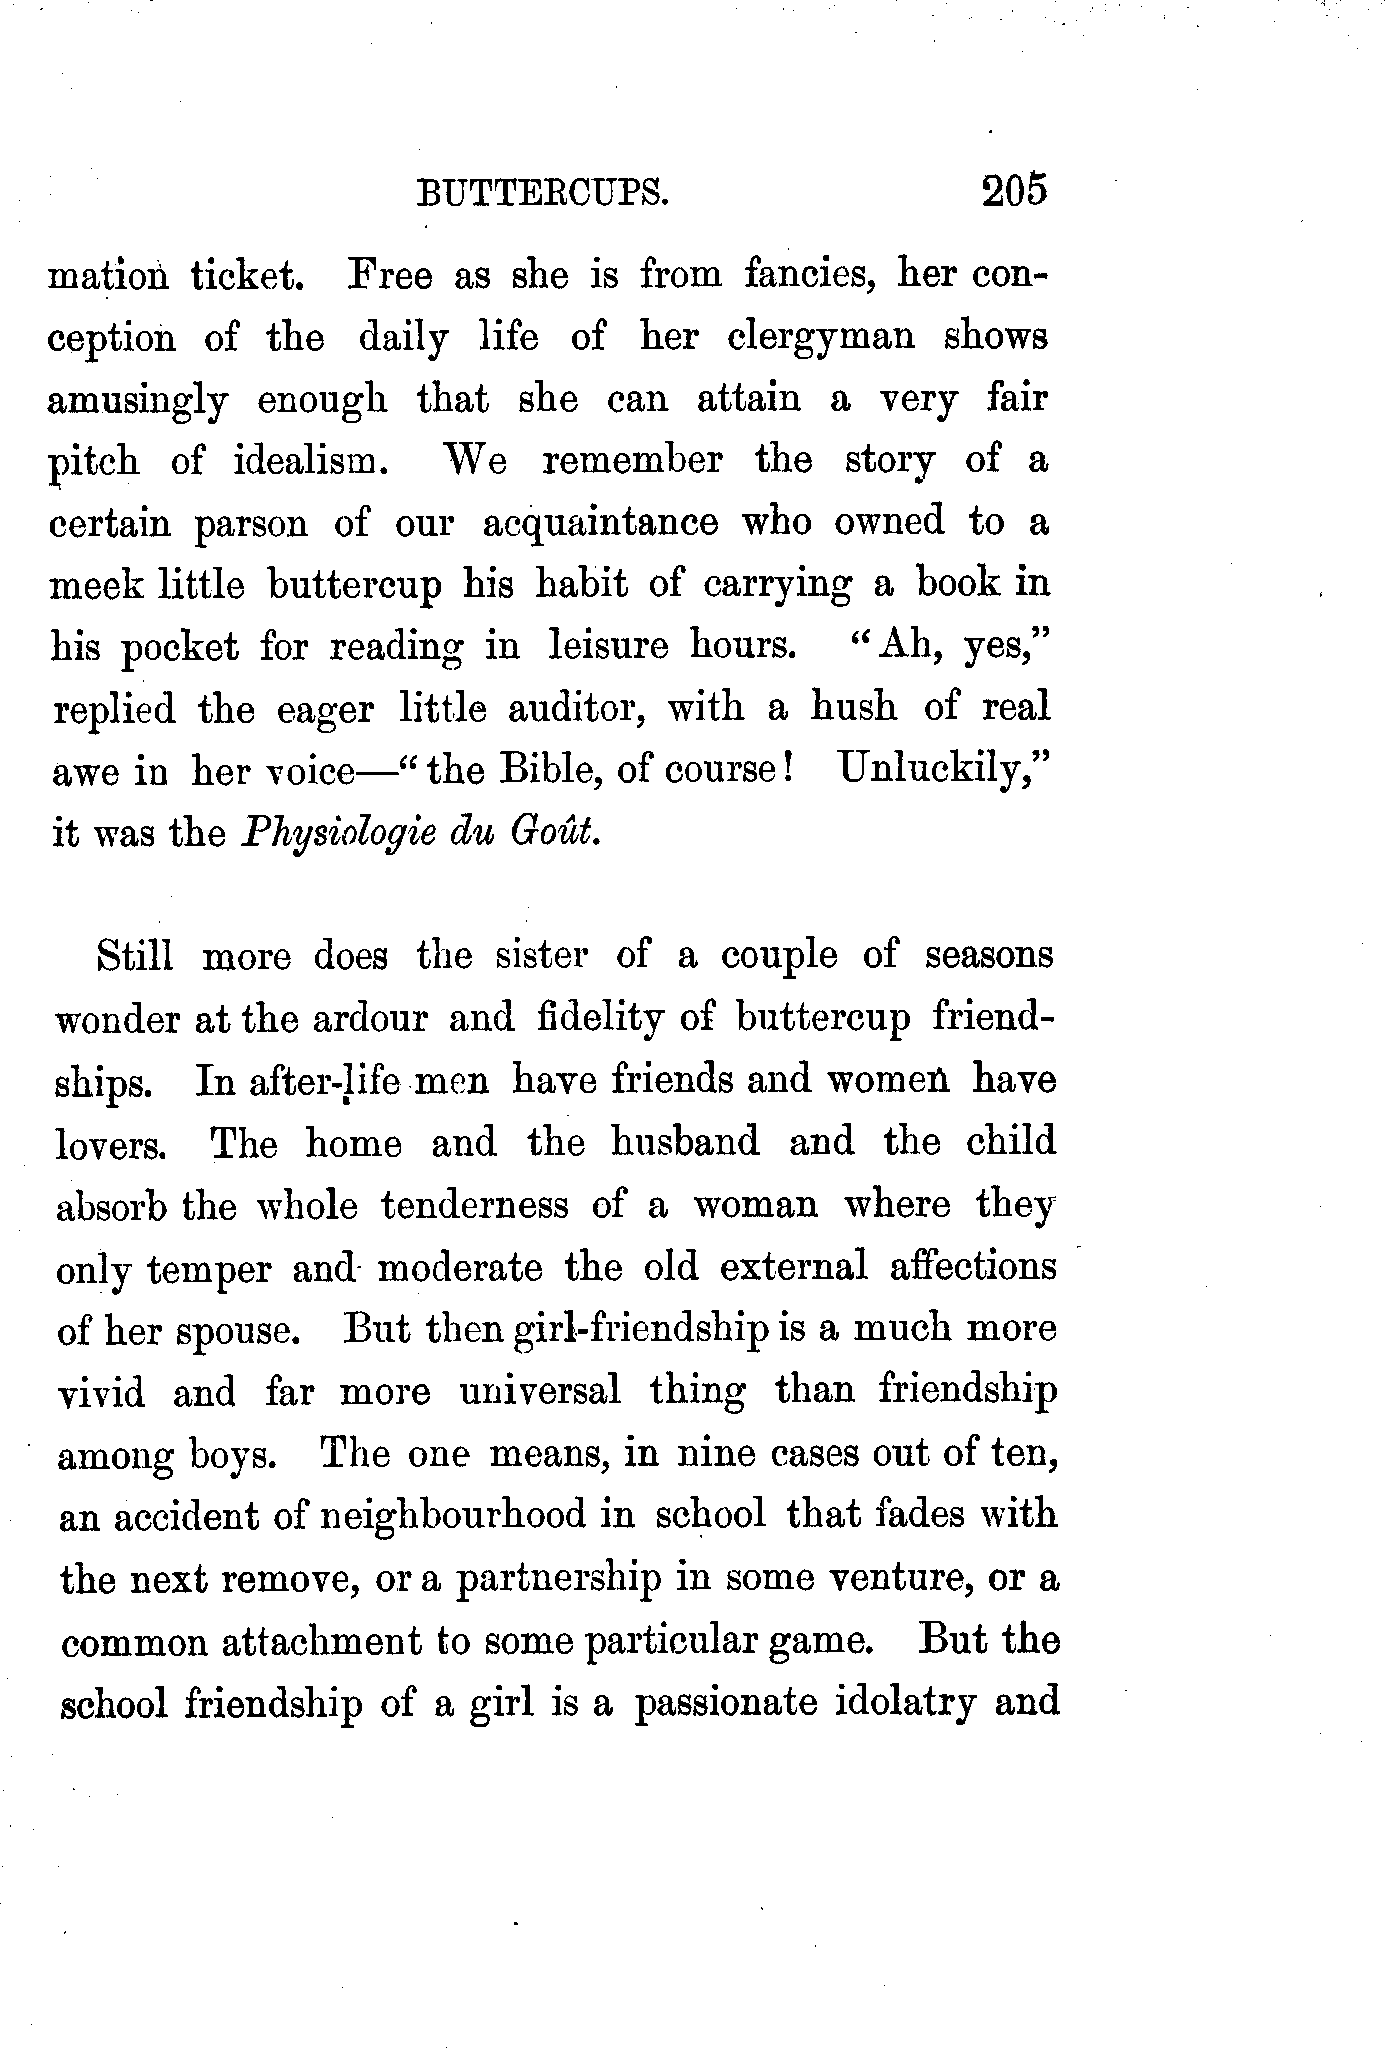 BUTTERCUPS. 205
mation ticket. Free as she is from fancies, her con-
ception of the daily life of her clergyman shows
amusingly enough that she can attain a very fair
pitch of idealism. We remember the story of a
certain parson of our acquaintance who owned to a
meek little buttercup his habit of carrying a book in
his pocket for reading in leisure hours. “Ah, yes,”
replied the eager little auditor, with a hush of real
awe in her voice—“the Bible, of course! Unluckily,”
it was the Physiologie du Goût.
Still more does the sister of a couple of seasons
wonder at the ardour and fidelity of buttercup friend-
ships. In after-life men have friends and women have
lovers. The home and the husband and the child
absorb the whole tenderness of a woman where they
only temper and moderate the old external affections
of her spouse. But then girl-friendship is a much more
vivid and far more universal thing than friendship
among boys. The one means, in nine cases out of ten,
an accident of neighbourhood in school that fades with
the next remove, or a partnership in some venture, or a
common attachment to some particular game. But the
school friendship of a girl is a passionate idolatry and